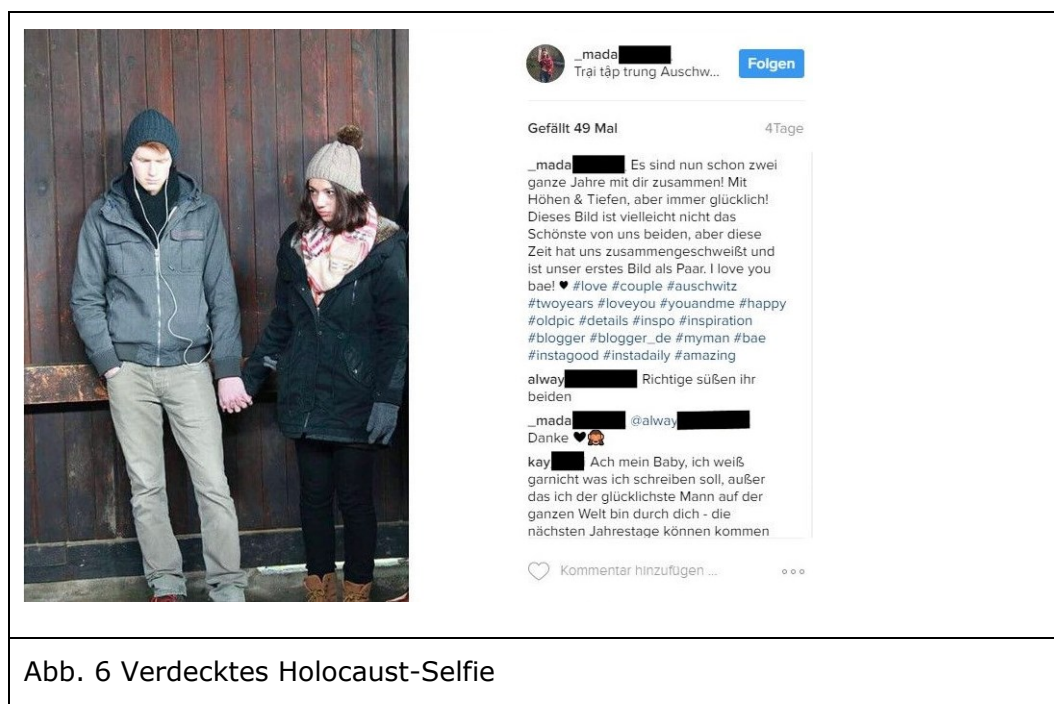 _mada
Trại tập trung Auschw...
Folgen
Gefällt 49 Mal
4Tage
_mada Es sind nun schon zwei
ganze Jahre mit dir zusammen! Mit
Höhen & Tiefen, aber immer glücklich!
Dieses Bild ist vielleicht nicht das
Schönste von uns beiden, aber diese
Zeit hat uns zusammengeschweißt und
ist unser erstes Bild als Paar. I love you
bae! ♥ #love #couple #auschwitz
#twoyears #loveyou #youandme #happy
#oldpic #details #inspo #inspiration
#blogger #blogger_de #myman #bae
#instagood #instadaily #amazing
alway Richtige süßen ihr
beiden
_mada @alway
Danke ♥🙈
kay Ach mein Baby, ich weiß
garnicht was ich schreiben soll, außer
das ich der glücklichste Mann auf der
ganzen Welt bin durch dich - die
nächsten Jahrestage können kommen
Kommentar hinzufügen ...
Abb. 6 Verdecktes Holocaust-Selfie